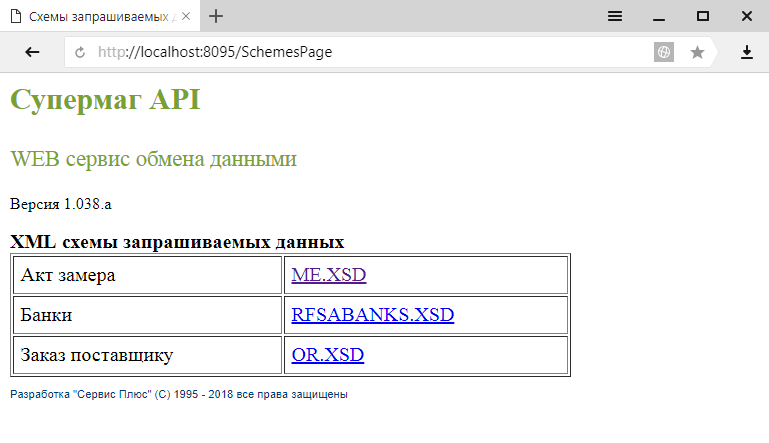 Схемы запрашиваемых д
http://localhost:8095/SchemesPage
Супермаг API
WEB сервис обмена данными
Версия 1.038.a
XML схемы запрашиваемых данных
Акт замера ME.XSD
Банки RFSABANKS.XSD
Заказ поставщику OR.XSD
Разработка "Сервис Плюс" (C) 1995 - 2018 все права защищены